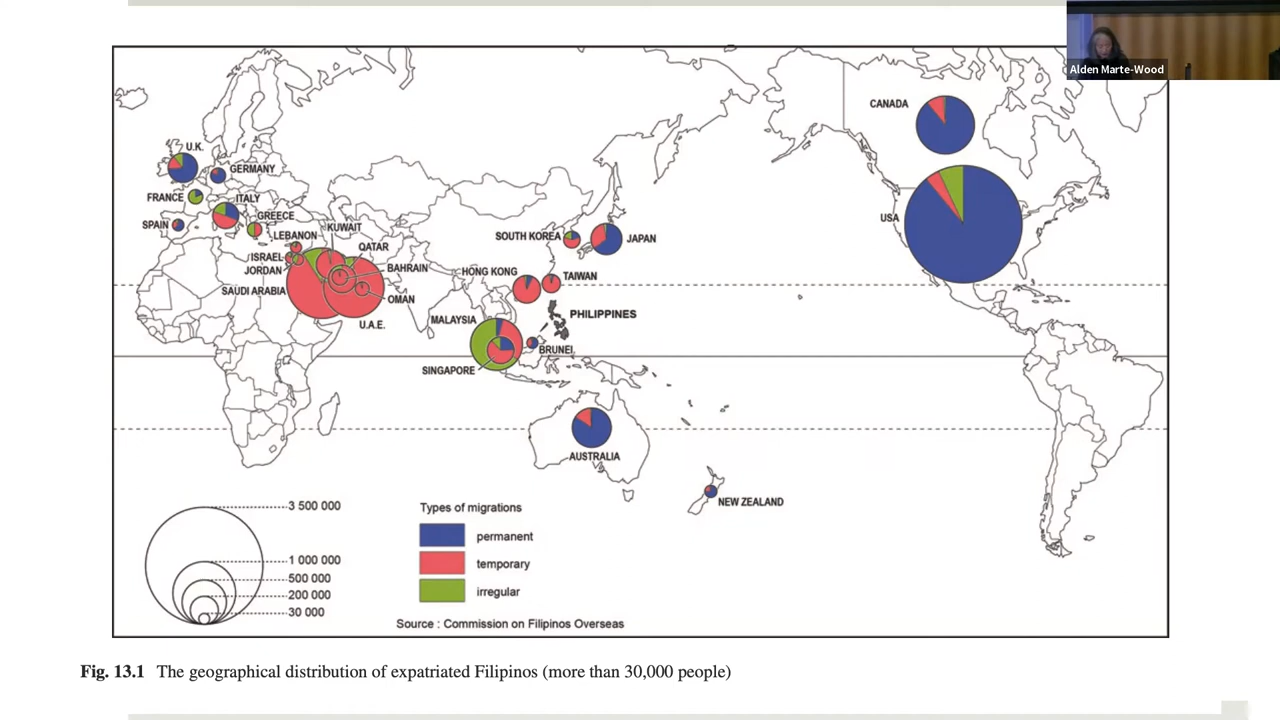 Alden Marte-Wood
CANADA
U.K.
GERMANY
FRANCE
ITALY
SPAIN
GREECE
USA
KUWAIT
LEBANON
SOUTH KOREA
JAPAN
QATAR
ISRAEL
JORDAN
BAHRAIN
HONG KONG
TAIWAN
SAUDI ARABIA
OMAN
PHILIPPINES
MALAYSIA
U.A.E.
BRUNEI
SINGAPORE
AUSTRALIA
NEW ZEALAND
3 500 000
1 000 000
500 000
200 000
30 000
Types of migrations
permanent
temporary
irregular
Source : Commission on Filipinos Overseas
Fig. 13.1 The geographical distribution of expatriated Filipinos (more than 30,000 people)